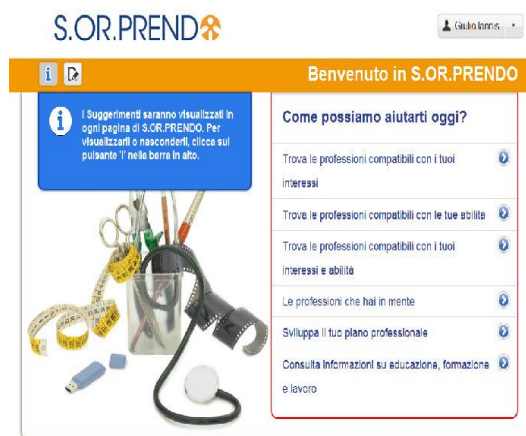 S.OR.PRENDO
Giulio Iannis
Benvenuto in S.OR.PRENDO
i
I Suggerimenti saranno visualizzati in
ogni pagina di S.OR.PRENDO. Per
visualizzarli o nasconderli, clicca sul
pulsante 'i' nella barra in alto.
Come possiamo aiutarti oggi?
Trova le professioni compatibili con i tuoi
interessi
Trova le professioni compatibili con le tue abilità
Trova le professioni compatibili con i tuoi
interessi e abilità
Le professioni che hai in mente
Sviluppa il tuo plano professionale
Consulta informazioni su educazione, formazione
e lavoro